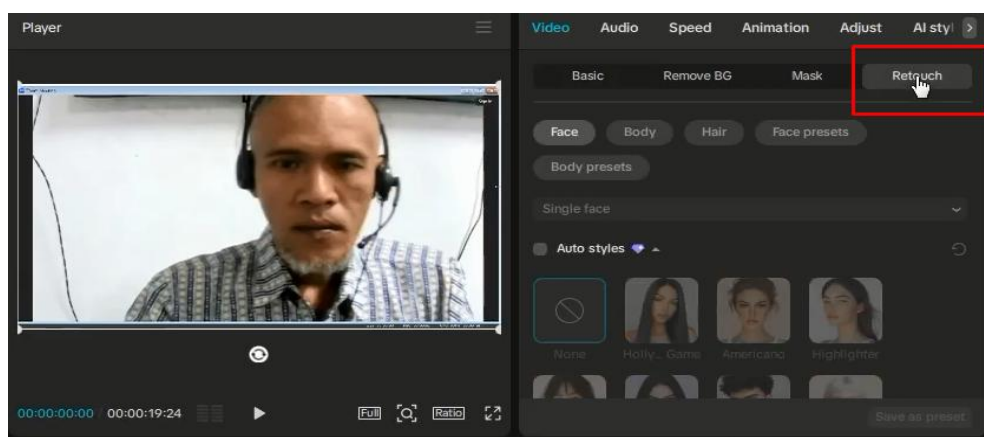 Player
Video Audio Speed Animation Adjust AI styl
Basic Remove BG Mask Retouch
Face Body Hair Face presets
Body presets
Single face
Auto styles
None Holly... Game Americano Highlighter
00:00:00:00 / 00:00:19:24 Full Ratio
Save as preset